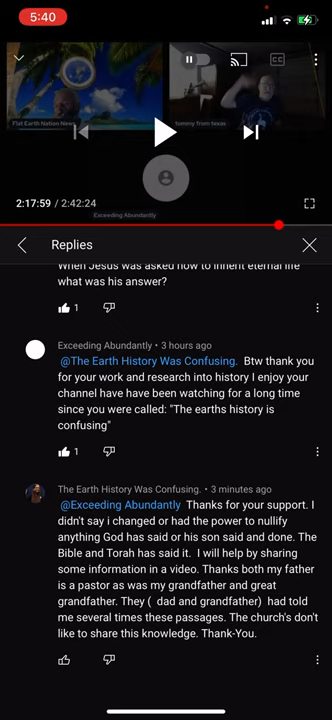 5:40
CC
Flat Earth Nation News
tommy from texas
2:17:59 / 2:42:24
Exceeding Abundantly
Replies
When Jesus was asked how to inherit eternal life
what was his answer?
1
Exceeding Abundantly • 3 hours ago
@The Earth History Was Confusing. Btw thank you
for your work and research into history I enjoy your
channel have have been watching for a long time
since you were called: "The earths history is
confusing"
1
The Earth History Was Confusing. • 3 minutes ago
@Exceeding Abundantly Thanks for your support. I
didn't say i changed or had the power to nullify
anything God has said or his son said and done. The
Bible and Torah has said it. I will help by sharing
some information in a video. Thanks both my father
is a pastor as was my grandfather and great
grandfather. They ( dad and grandfather) had told
me several times these passages. The church's don't
like to share this knowledge. Thank-You.